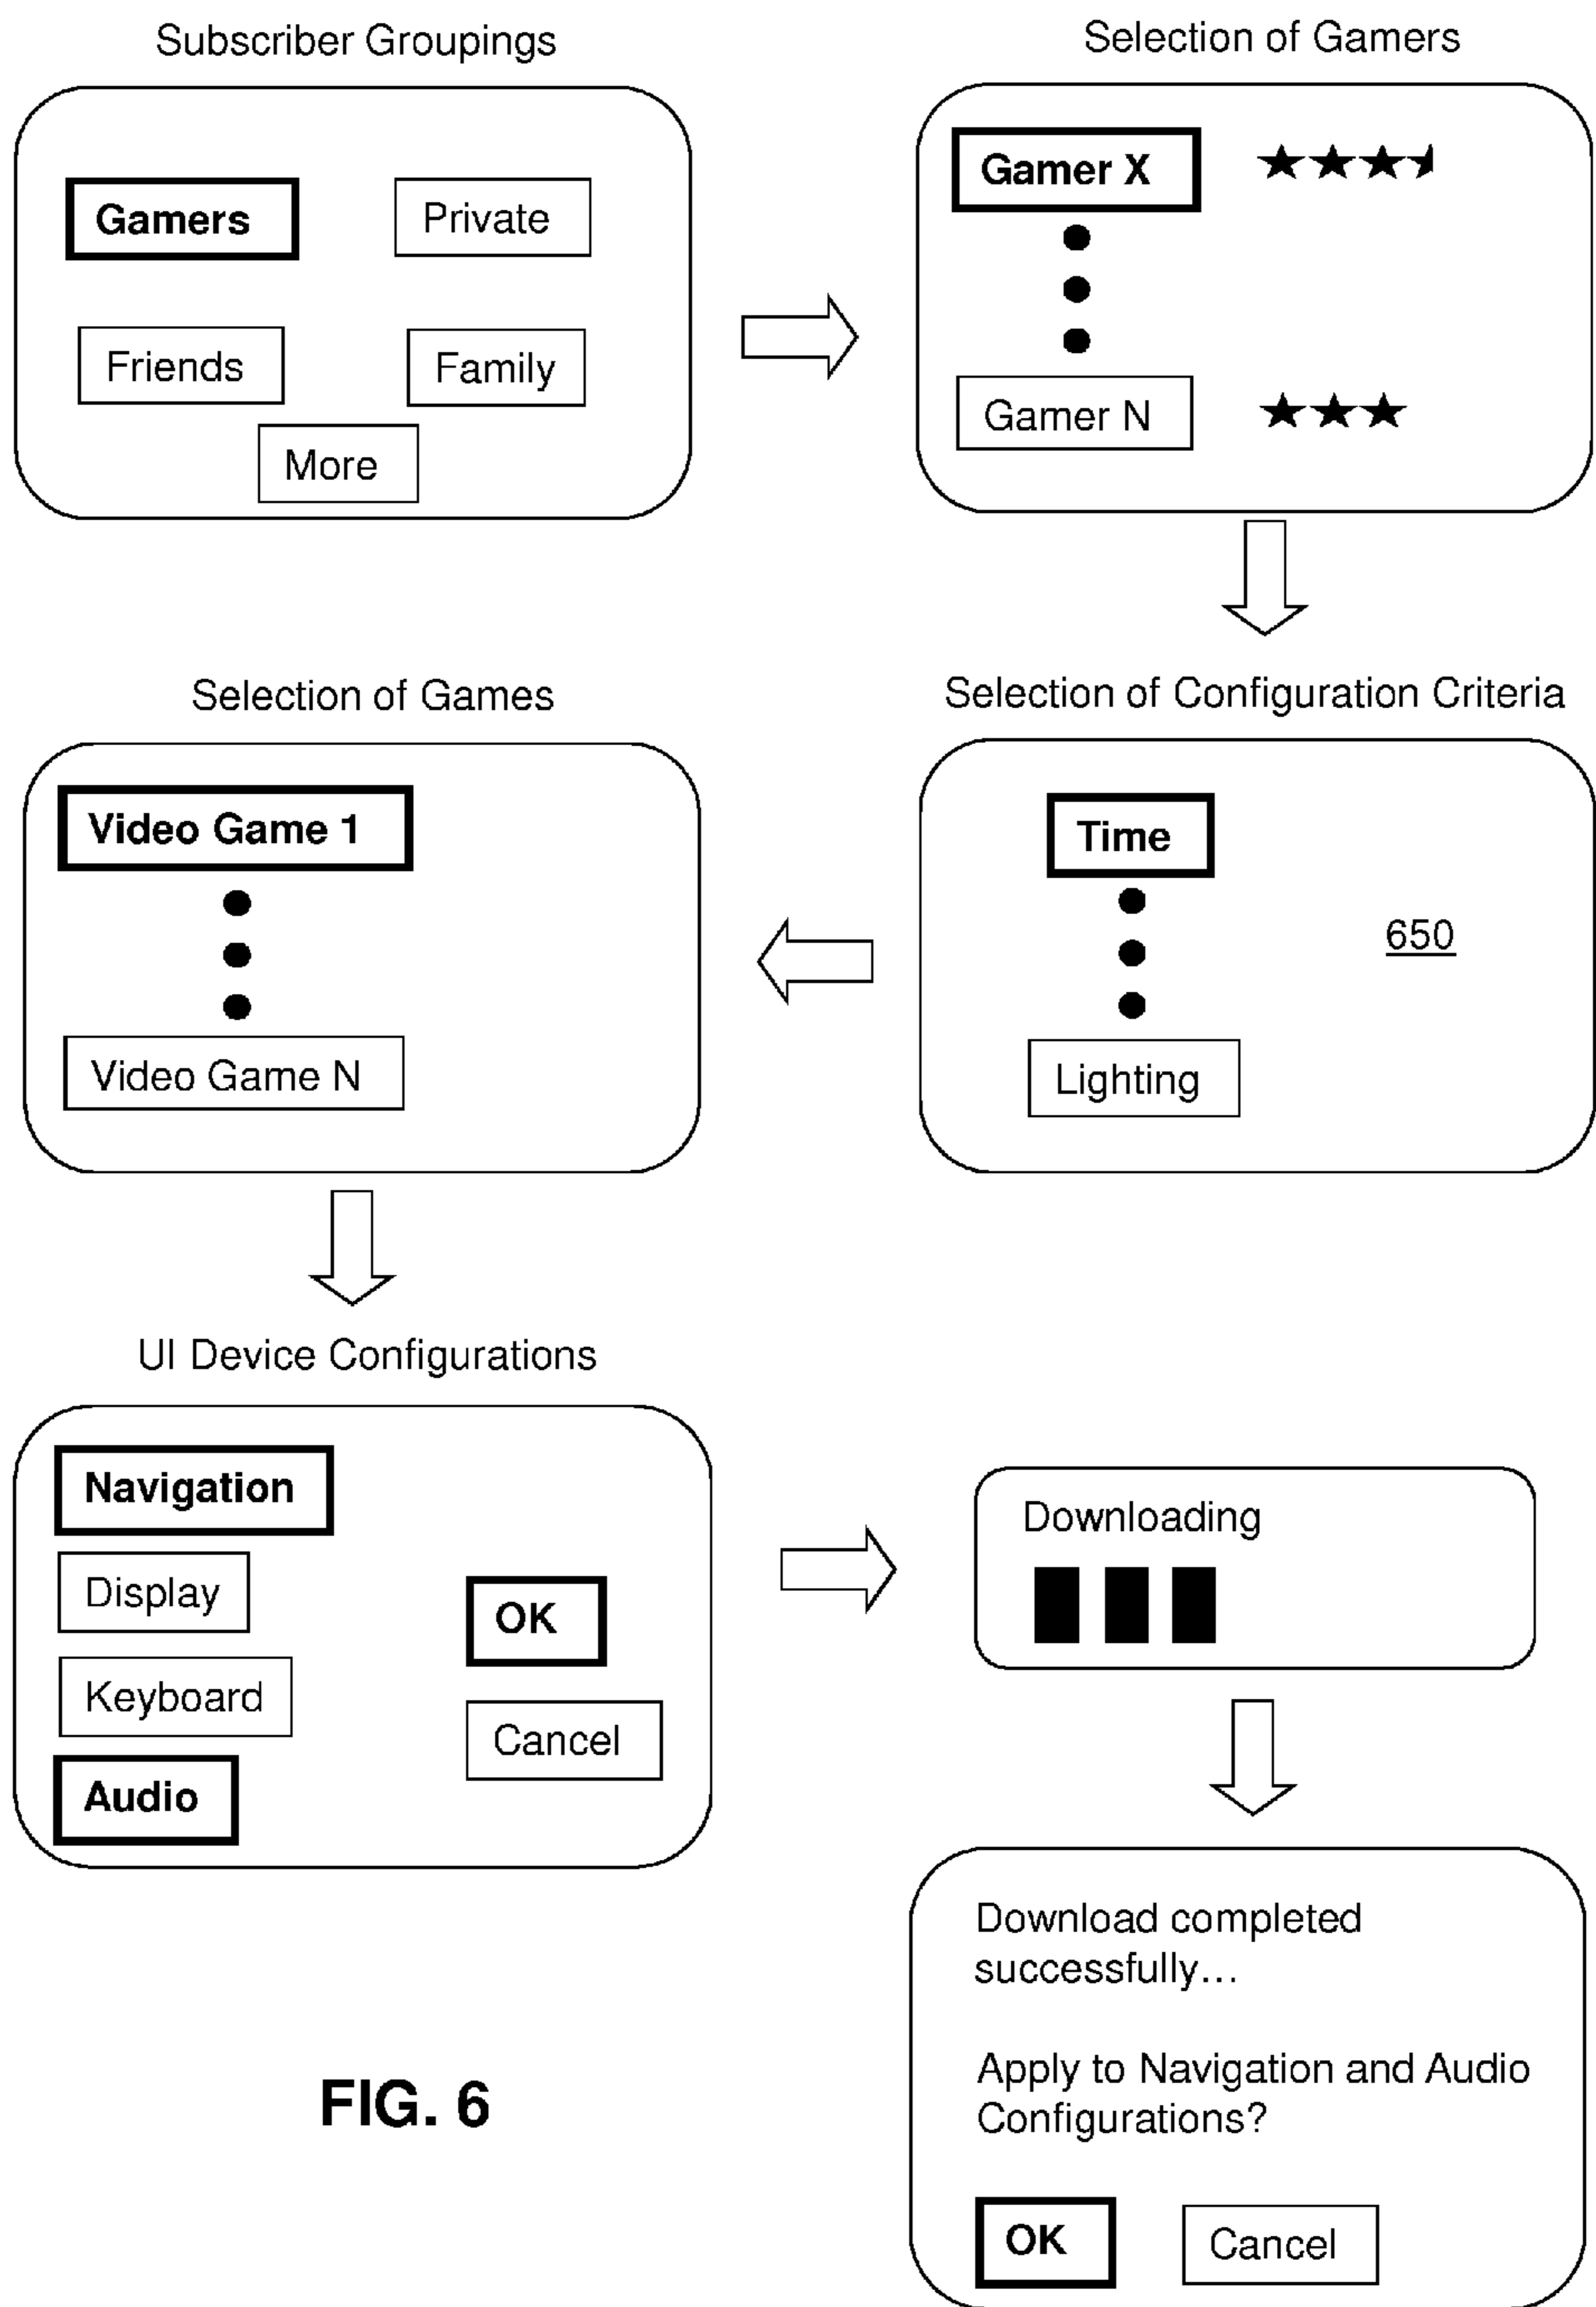 Subscriber Groupings
Gamers
Private
Friends
Family
More
Selection of Gamers
Gamer X
Gamer N
Selection of Configuration Criteria
Time
650
Lighting
Selection of Games
Video Game 1
Video Game N
UI Device Configurations
Navigation
Display
Keyboard
Audio
OK
Cancel
Downloading
Download completed
successfully...
Apply to Navigation and Audio
Configurations?
OK
Cancel
FIG. 6